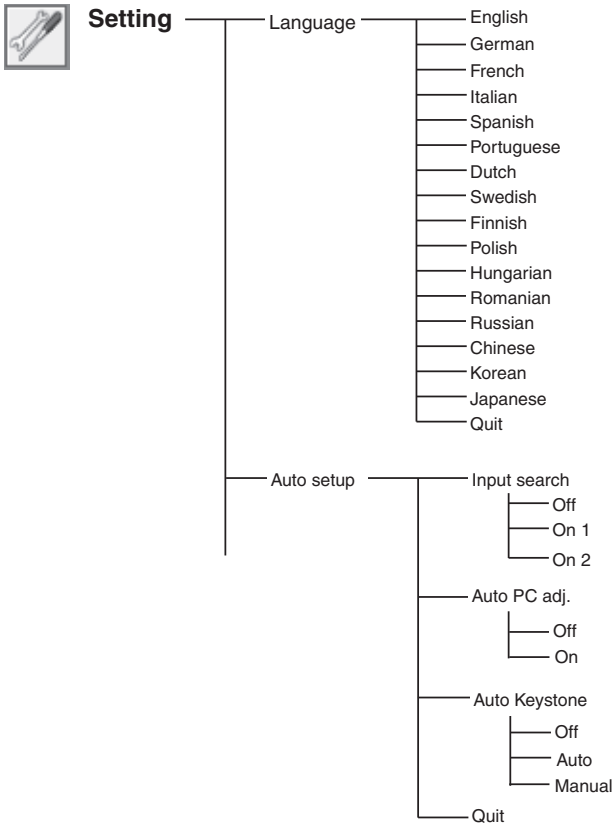 Setting
Language
English
German
French
Italian
Spanish
Portuguese
Dutch
Swedish
Finnish
Polish
Hungarian
Romanian
Russian
Chinese
Korean
Japanese
Quit
Auto setup
Input search
Off
On 1
On 2
Auto PC adj.
Off
On
Auto Keystone
Off
Auto
Manual
Quit